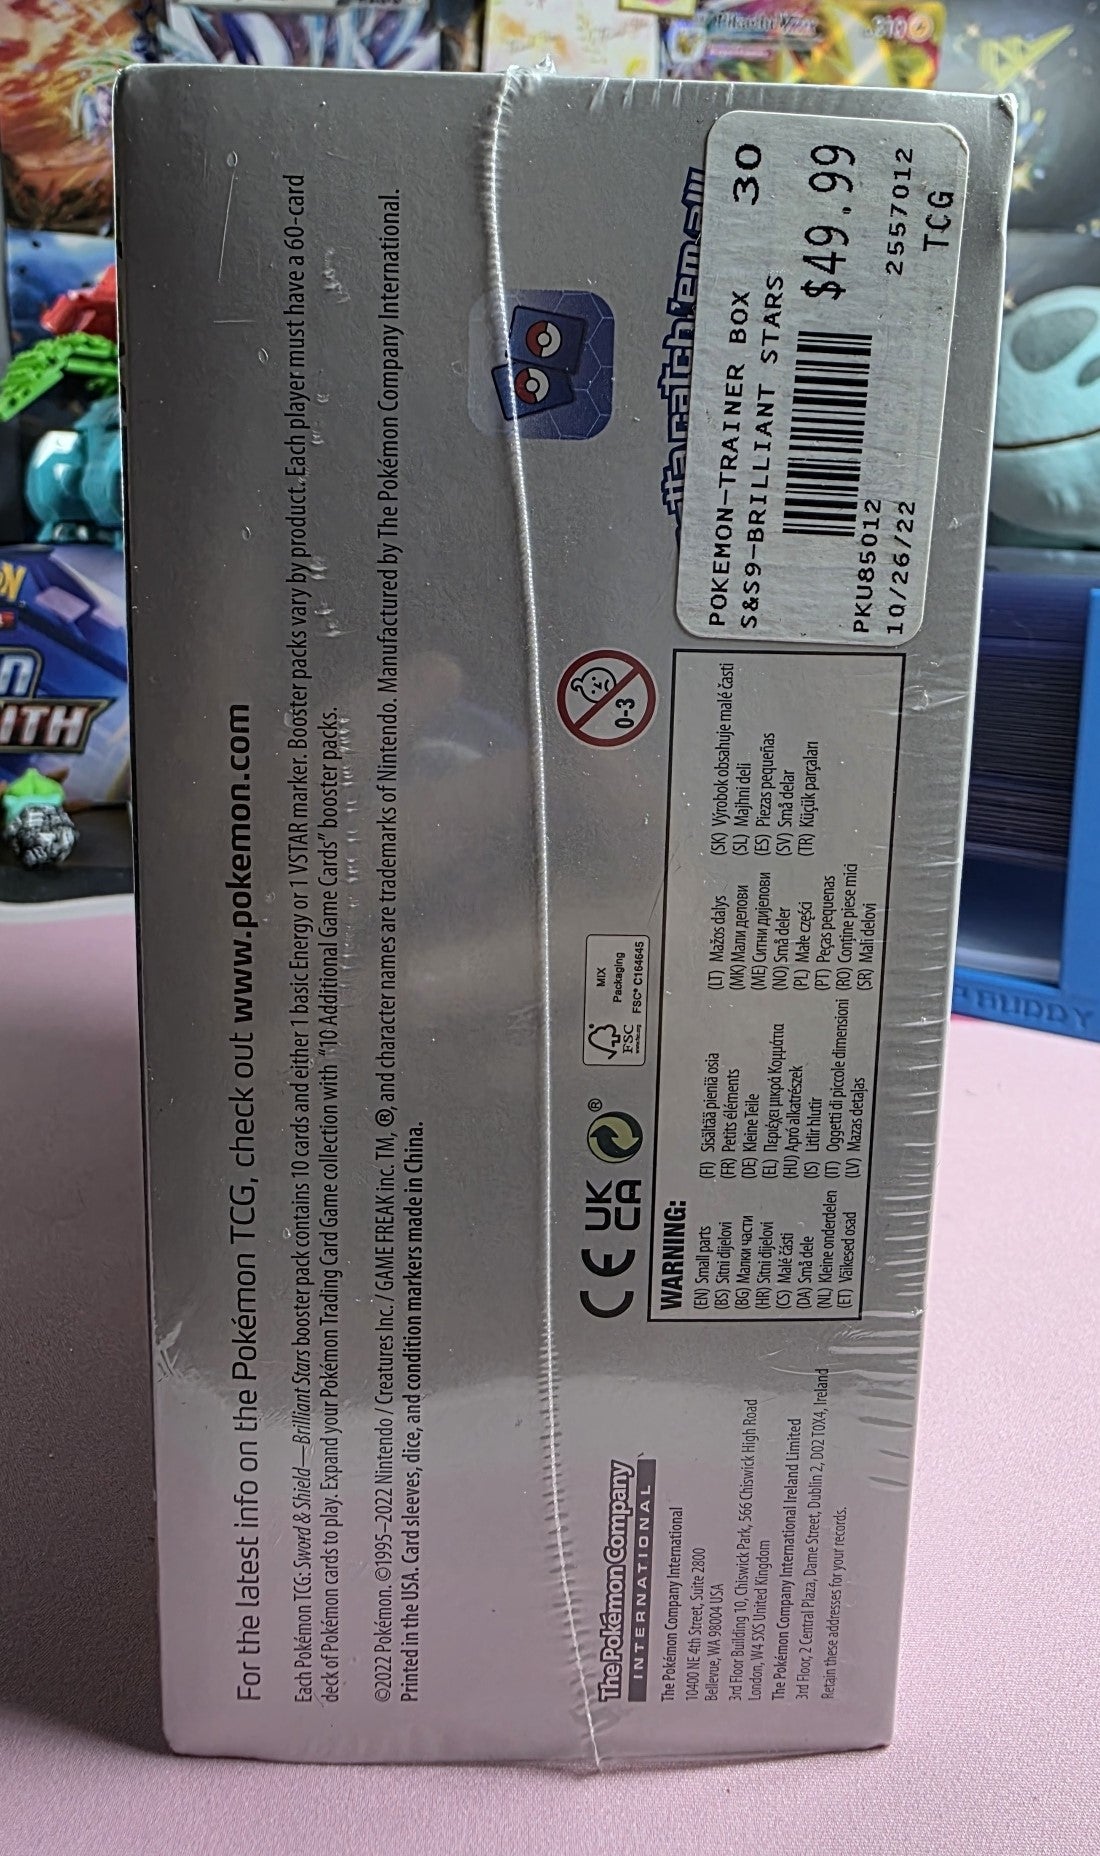 For the latest info on the Pokémon TCG, check out www.pokemon.com
Each Pokémon TCG: Sword & Shield—Brilliant Stars booster pack contains 10 cards and either 1 basic Energy or 1 VSTAR marker. Booster packs vary by product. Each player must have a 60-card
deck of Pokémon cards to play. Expand your Pokémon Trading Card Game collection with "10 Additional Game Cards" booster packs.
©2022 Pokémon. ©1995–2022 Nintendo / Creatures Inc. / GAME FREAK inc. TM, ®, and character names are trademarks of Nintendo. Manufactured by The Pokémon Company International.
Printed in the USA. Card sleeves, dice, and condition markers made in China.
The Pokémon Company
INTERNATIONAL
The Pokémon Company International
10400 NE 4th Street, Suite 2800
Bellevue, WA 98004 USA
3rd Floor Building 10, Chiswick Park, 566 Chiswick High Road
London, W4 5XS United Kingdom
The Pokémon Company International Ireland Limited
3rd Floor, 2 Central Plaza, Dame Street, Dublin 2, D02 T0X4, Ireland
Retain these addresses for your records.
CE
UK
CA
®
FSC
MIX
Packaging
FSC® C164645
0-3
WARNING:
(EN) Small parts
(BS) Sitni dijelovi
(BG) Малки части
(HR) Sitni dijelovi
(CS) Malé části
(DA) Små dele
(NL) Kleine onderdelen
(ET) Väikesed osad
(FI) Sisältää pieniä osia
(FR) Petits éléments
(DE) Kleine Teile
(EL) Περιέχει μικρά Κομμάτια
(HU) Apró alkatrészek
(IS) Litlir hlutir
(IT) Oggetti di piccole dimensioni
(LV) Mazas detaļas
(LT) Mažos dalys
(MK) Мали делови
(ME) Ситни дијелови
(NO) Små deler
(PL) Małe części
(PT) Peças pequenas
(RO) Conține piese mici
(SR) Mali delovi
(SK) Výrobok obsahuje malé časti
(SL) Majhni deli
(ES) Piezas pequeñas
(SV) Små delar
(TR) Küçük parçaları
POKEMON-TRAINER BOX 30
S&S9-BRILLIANT STARS
$49.99
PKU85012
10/26/22
2557012
TCG
BUDDY